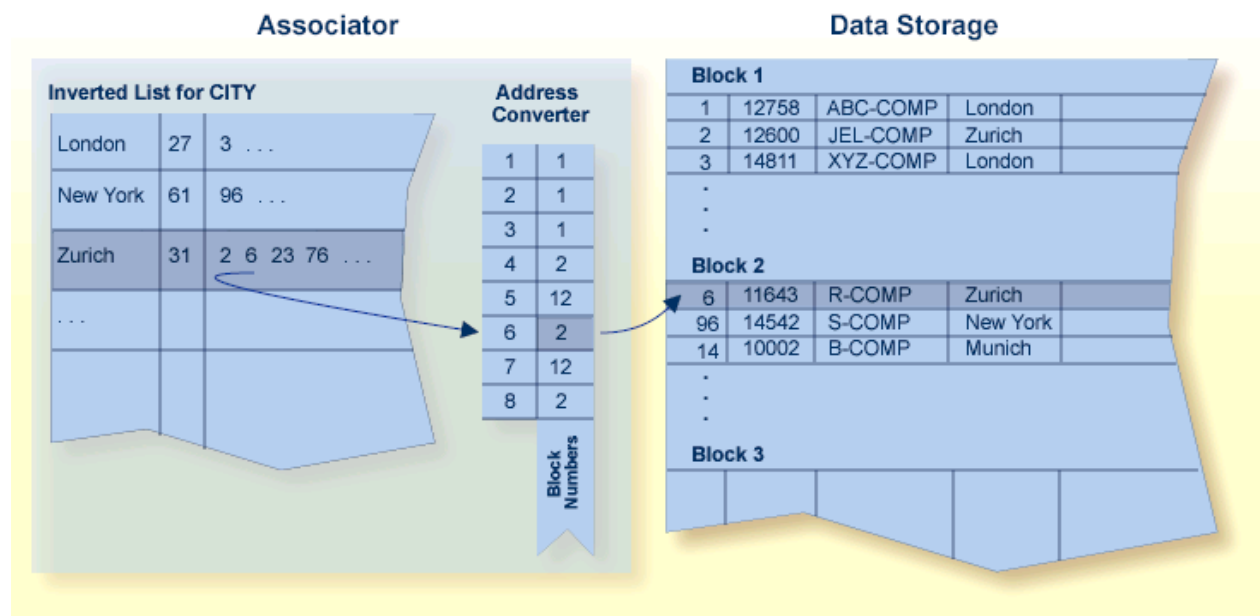 Associator
Inverted List for CITY
London 27 3 ...
New York 61 96 ...
Zurich 31 2 6 23 76 ...
...
Address
Converter
1 1
2 1
3 1
4 2
5 12
6 2
7 12
8 2
Block
Numbers
Data Storage
Block 1
1 12758 ABC-COMP London
2 12600 JEL-COMP Zurich
3 14811 XYZ-COMP London
.
.
.
Block 2
6 11643 R-COMP Zurich
96 14542 S-COMP New York
14 10002 B-COMP Munich
.
.
.
Block 3